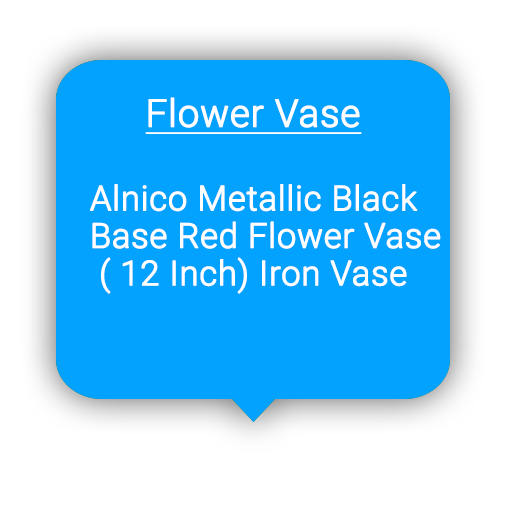 Flower Vase
Alnico Metallic Black
Base Red Flower Vase
( 12 Inch) Iron Vase